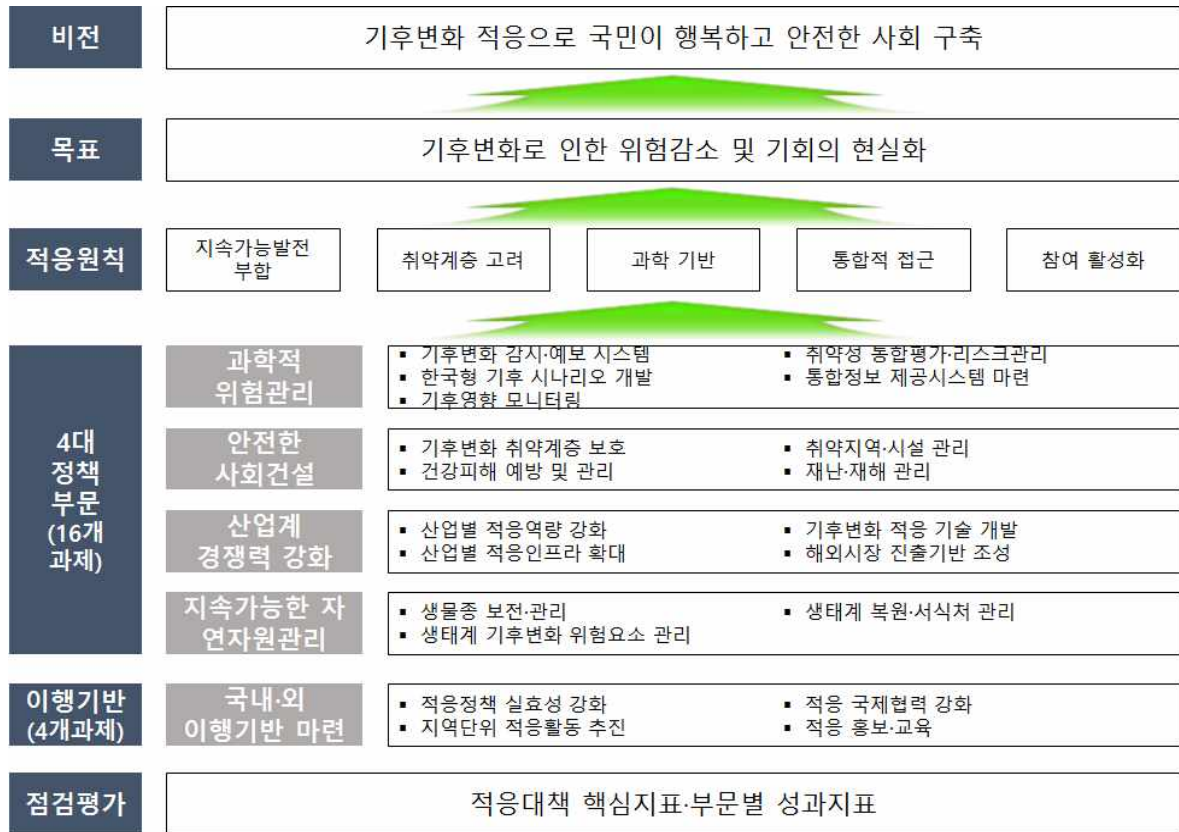 비전
기후변화 적응으로 국민이 행복하고 안전한 사회 구축
목표
기후변화로 인한 위험감소 및 기회의 현실화
적응원칙
지속가능발전
부합
취약계층 고려
과학 기반
통합적 접근
참여 활성화
4대
정책
부문
(16개
과제)
과학적
위험관리
▪ 기후변화 감시·예보 시스템
▪ 한국형 기후 시나리오 개발
▪ 기후영향 모니터링
▪ 취약성 통합평가·리스크관리
▪ 통합정보 제공시스템 마련
안전한
사회건설
▪ 기후변화 취약계층 보호
▪ 건강피해 예방 및 관리
▪ 취약지역·시설 관리
▪ 재난·재해 관리
산업계
경쟁력 강화
▪ 산업별 적응역량 강화
▪ 산업별 적응인프라 확대
▪ 기후변화 적응 기술 개발
▪ 해외시장 진출기반 조성
지속가능한 자
연자원관리
▪ 생물종 보전·관리
▪ 생태계 기후변화 위험요소 관리
▪ 생태계 복원·서식처 관리
이행기반
(4개과제)
국내·외
이행기반 마련
▪ 적응정책 실효성 강화
▪ 지역단위 적응활동 추진
▪ 적응 국제협력 강화
▪ 적응 홍보·교육
점검평가
적응대책 핵심지표·부문별 성과지표